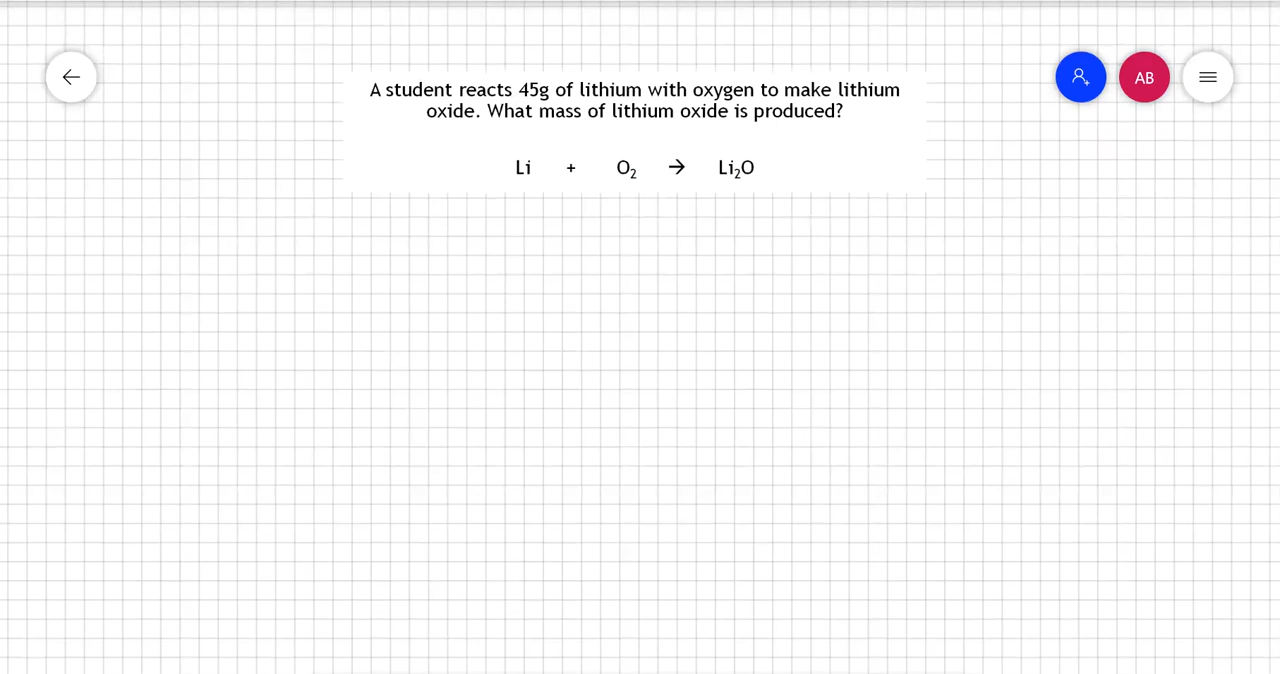 A student reacts 45g of lithium with oxygen to make lithium
oxide. What mass of lithium oxide is produced?
Li + O₂ → Li₂O
AB